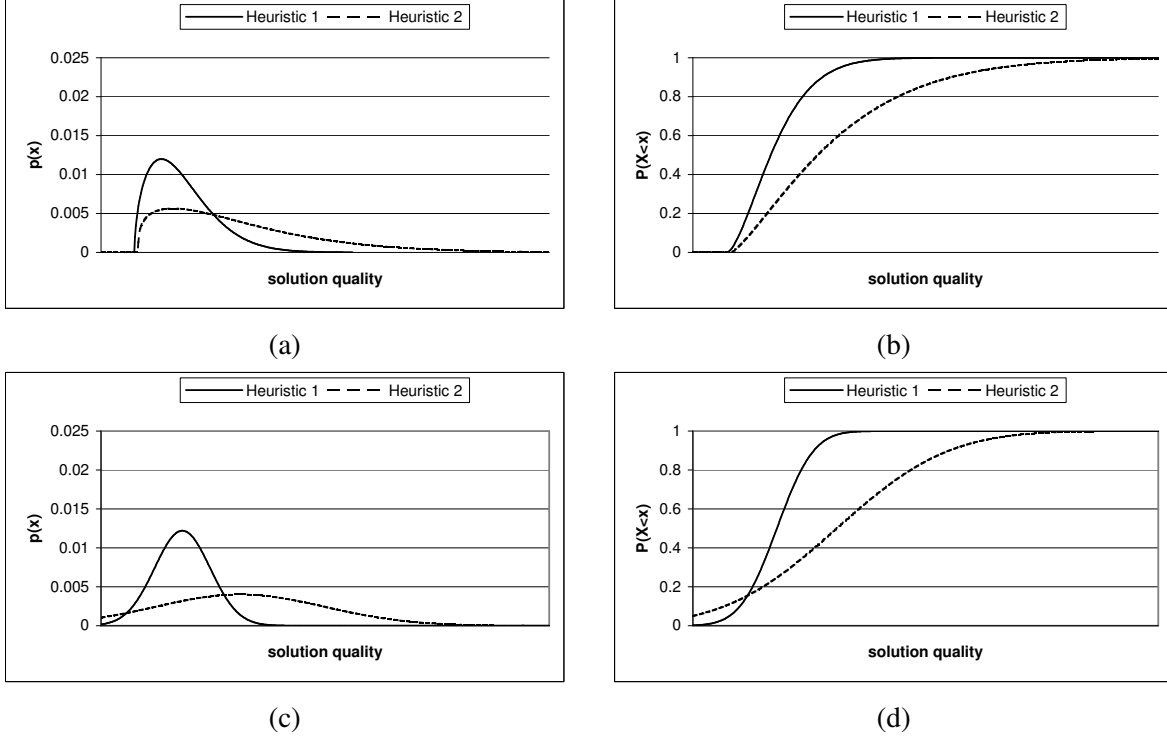 Heuristic 1 Heuristic 2
0.025
0.02
0.015
0.01
0.005
0
p(x)
solution quality
(a)
Heuristic 1 Heuristic 2
1
0.8
0.6
0.4
0.2
0
P(X<x)
solution quality
(b)
Heuristic 1 Heuristic 2
0.025
0.02
0.015
0.01
0.005
0
p(x)
solution quality
(c)
Heuristic 1 Heuristic 2
1
0.8
0.6
0.4
0.2
0
P(X<x)
solution quality
(d)